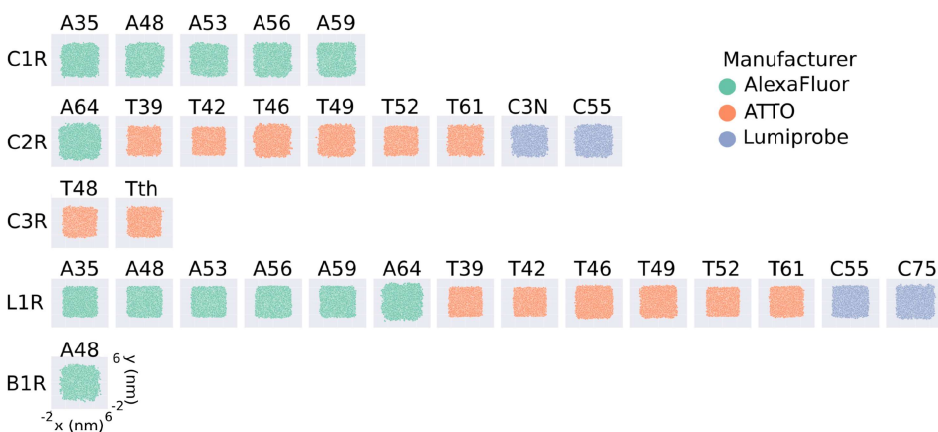 A35 A48 A53 A56 A59
C1R
Manufacturer
AlexaFluor
ATTO
Lumiprobe
A64 T39 T42 T46 T49 T52 T61 C3N C55
C2R
T48 Tth
C3R
A35 A48 A53 A56 A59 A64 T39 T42 T46 T49 T52 T61 C55 C75
L1R
A48
B1R
6
y (nm)
-2
-2 x (nm) 6